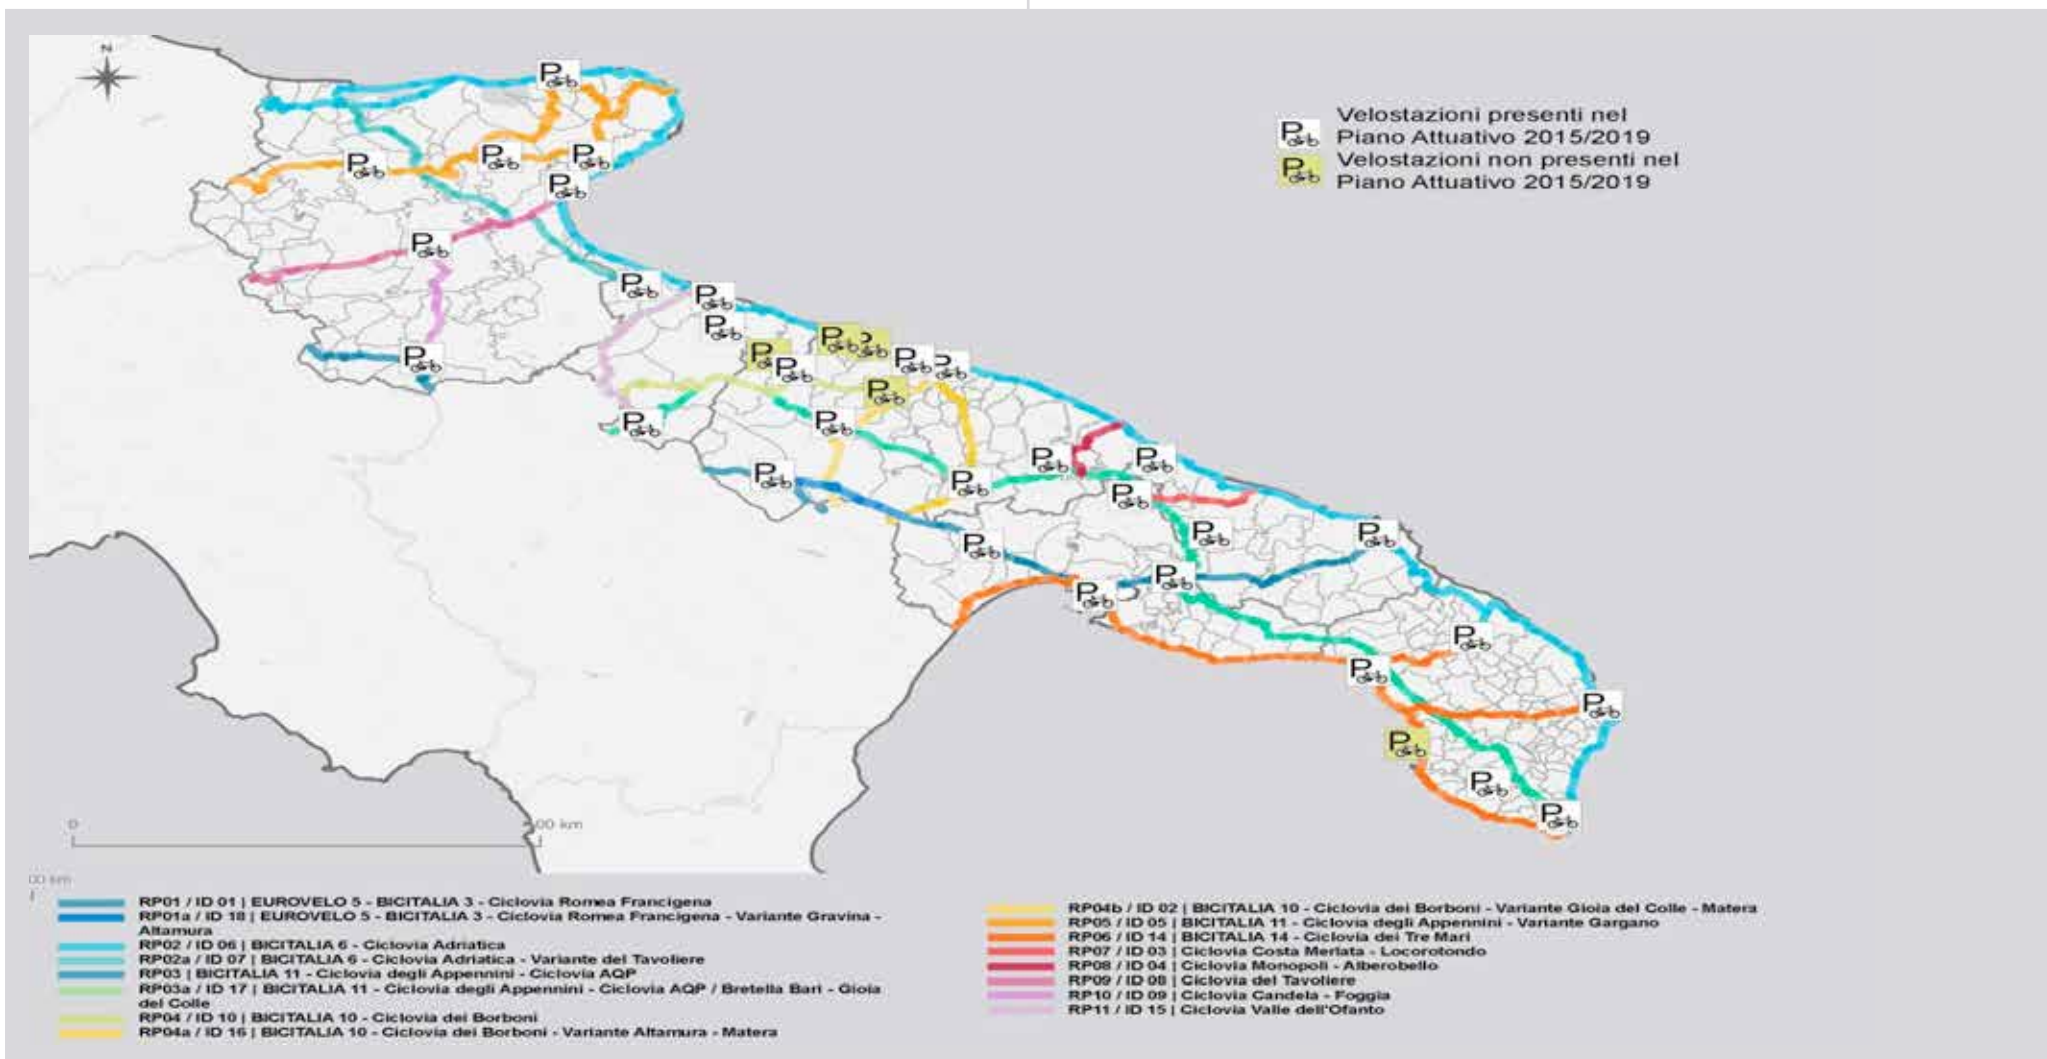 N
Velostazioni presenti nel
Piano Attuativo 2015/2019
Velostazioni non presenti nel
Piano Attuativo 2015/2019
0
00 km
00 km
RP01 / ID 01 | EUROVELO 5 - BICITALIA 3 - Ciclovia Romea Francigena
RP01a / ID 18 | EUROVELO 5 - BICITALIA 3 - Ciclovia Romea Francigena - Variante Gravina -
Altamura
RP02 / ID 06 | BICITALIA 6 - Ciclovia Adriatica
RP02a / ID 07 | BICITALIA 6 - Ciclovia Adriatica - Variante del Tavoliere
RP03 | BICITALIA 11 - Ciclovia degli Appennini - Ciclovia AQP
RP03a / ID 17 | BICITALIA 11 - Ciclovia degli Appennini - Ciclovia AQP / Bretella Bari - Gioia
del Colle
RP04 / ID 10 | BICITALIA 10 - Ciclovia dei Borboni
RP04a / ID 16 | BICITALIA 10 - Ciclovia dei Borboni - Variante Altamura - Matera
RP04b / ID 02 | BICITALIA 10 - Ciclovia dei Borboni - Variante Gioia del Colle - Matera
RP05 / ID 05 | BICITALIA 11 - Ciclovia degli Appennini - Variante Gargano
RP06 / ID 14 | BICITALIA 14 - Ciclovia dei Tre Mari
RP07 / ID 03 | Ciclovia Costa Merlata - Locorotondo
RP08 / ID 04 | Ciclovia Monopoli - Alberobello
RP09 / ID 08 | Ciclovia del Tavoliere
RP10 / ID 09 | Ciclovia Candela - Foggia
RP11 / ID 15 | Ciclovia Valle dell'Ofanto